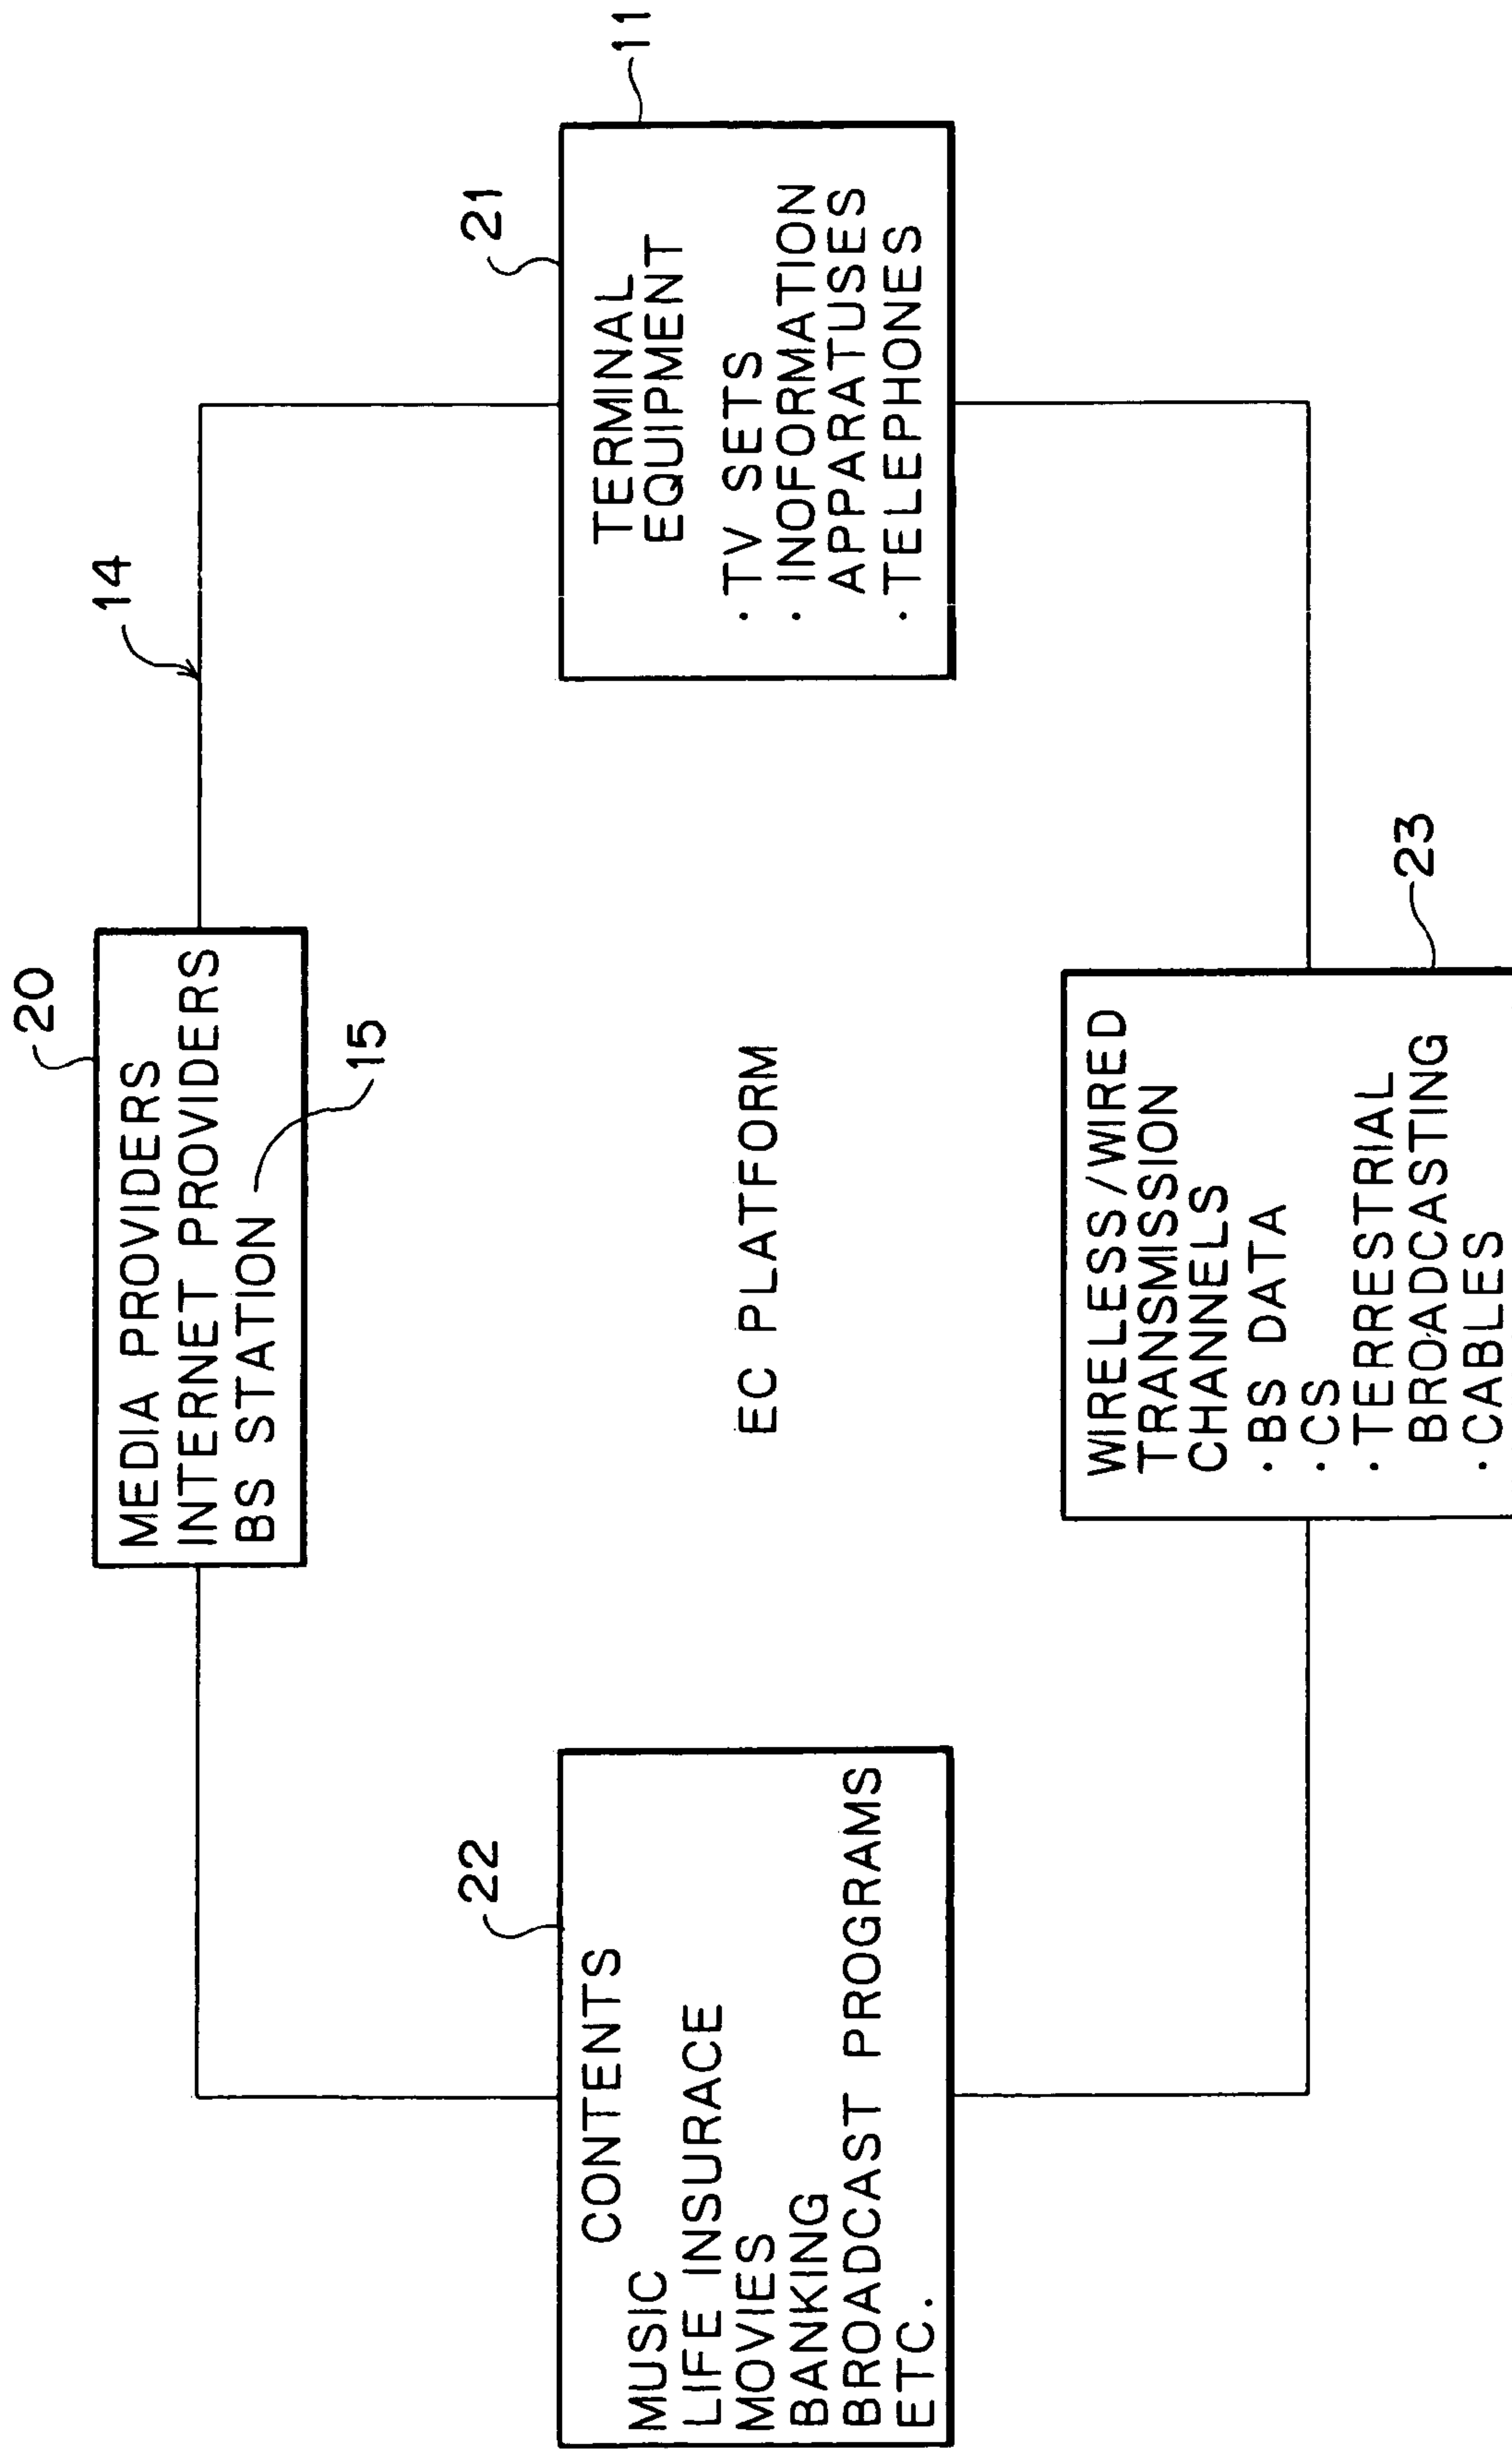 20
MEDIA PROVIDERS
INTERNET PROVIDERS
BS STATION
15
14
22
CONTENTS
MUSIC
LIFE INSURACE
MOVIES
BANKING
BROADCAST PROGRAMS
ETC.
EC PLATFORM
21
TERMINAL
EQUIPMENT
· TV SETS
· INOFORMATION
APPARATUSES
· TELEPHONES
11
WIRELESS/WIRED
TRANSMISSION
CHANNELS
· BS DATA
· CS
· TERRESTRIAL
BROADCASTING
· CABLES
23